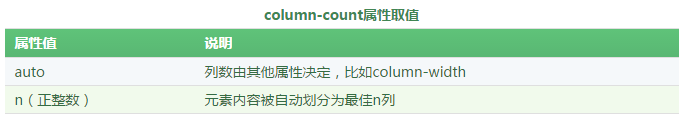 column-count属性取值
属性值 说明
auto 列数由其他属性决定，比如column-width
n（正整数） 元素内容被自动划分为最佳n列